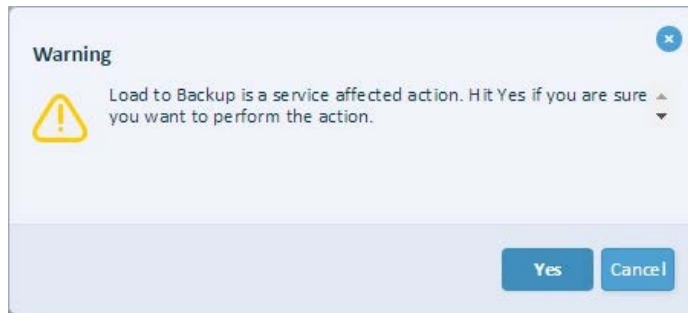 Warning
Load to Backup is a service affected action. Hit Yes if you are sure
you want to perform the action.
Yes
Cancel